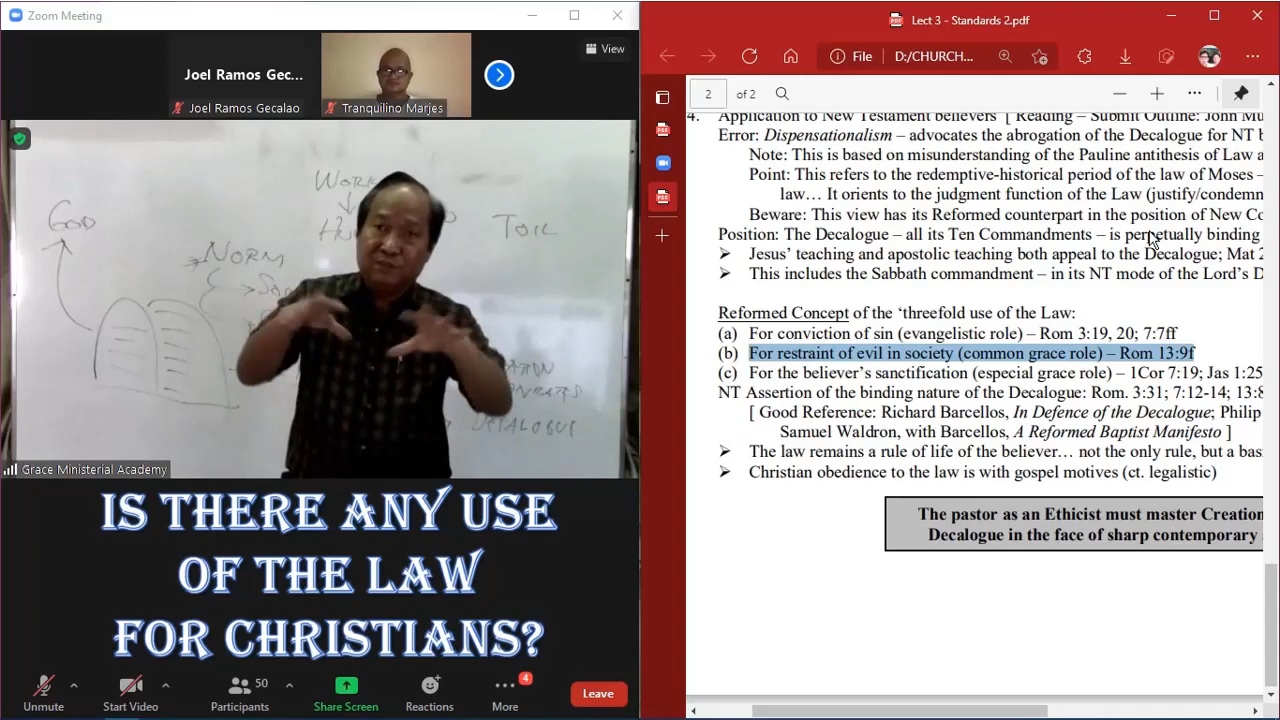 Zoom Meeting
Joel Ramos Gec...
Joel Ramos Gecalao
Tranquilino Marjes
View
GOD
NORM
WORK
TOIL
DECALOGUE
Grace Ministerial Academy
IS THERE ANY USE
OF THE LAW
FOR CHRISTIANS?
Unmute
Start Video
50
Participants
Share Screen
Reactions
4
More
Leave
Lect 3 - Standards 2.pdf
File
D:/CHURCH...
2
of 2
4. Application to New Testament believers [ Reading – Submit Outline: John Mu
Error: Dispensationalism – advocates the abrogation of the Decalogue for NT b
Note: This is based on misunderstanding of the Pauline antithesis of Law a
Point: This refers to the redemptive-historical period of the law of Moses –
law… It orients to the judgment function of the Law (justify/condemn
Beware: This view has its Reformed counterpart in the position of New Co
Position: The Decalogue – all its Ten Commandments – is perpetually binding
➤ Jesus' teaching and apostolic teaching both appeal to the Decalogue; Mat 2
➤ This includes the Sabbath commandment – in its NT mode of the Lord's D
Reformed Concept of the 'threefold use of the Law:
(a) For conviction of sin (evangelistic role) – Rom 3:19, 20; 7:7ff
(b) For restraint of evil in society (common grace role) – Rom 13:9f
(c) For the believer's sanctification (especial grace role) – 1Cor 7:19; Jas 1:25
NT Assertion of the binding nature of the Decalogue: Rom. 3:31; 7:12-14; 13:8
[ Good Reference: Richard Barcellos, In Defence of the Decalogue; Philip
Samuel Waldron, with Barcellos, A Reformed Baptist Manifesto ]
➤ The law remains a rule of life of the believer… not the only rule, but a bas
➤ Christian obedience to the law is with gospel motives (ct. legalistic)
The pastor as an Ethicist must master Creation
Decalogue in the face of sharp contemporary